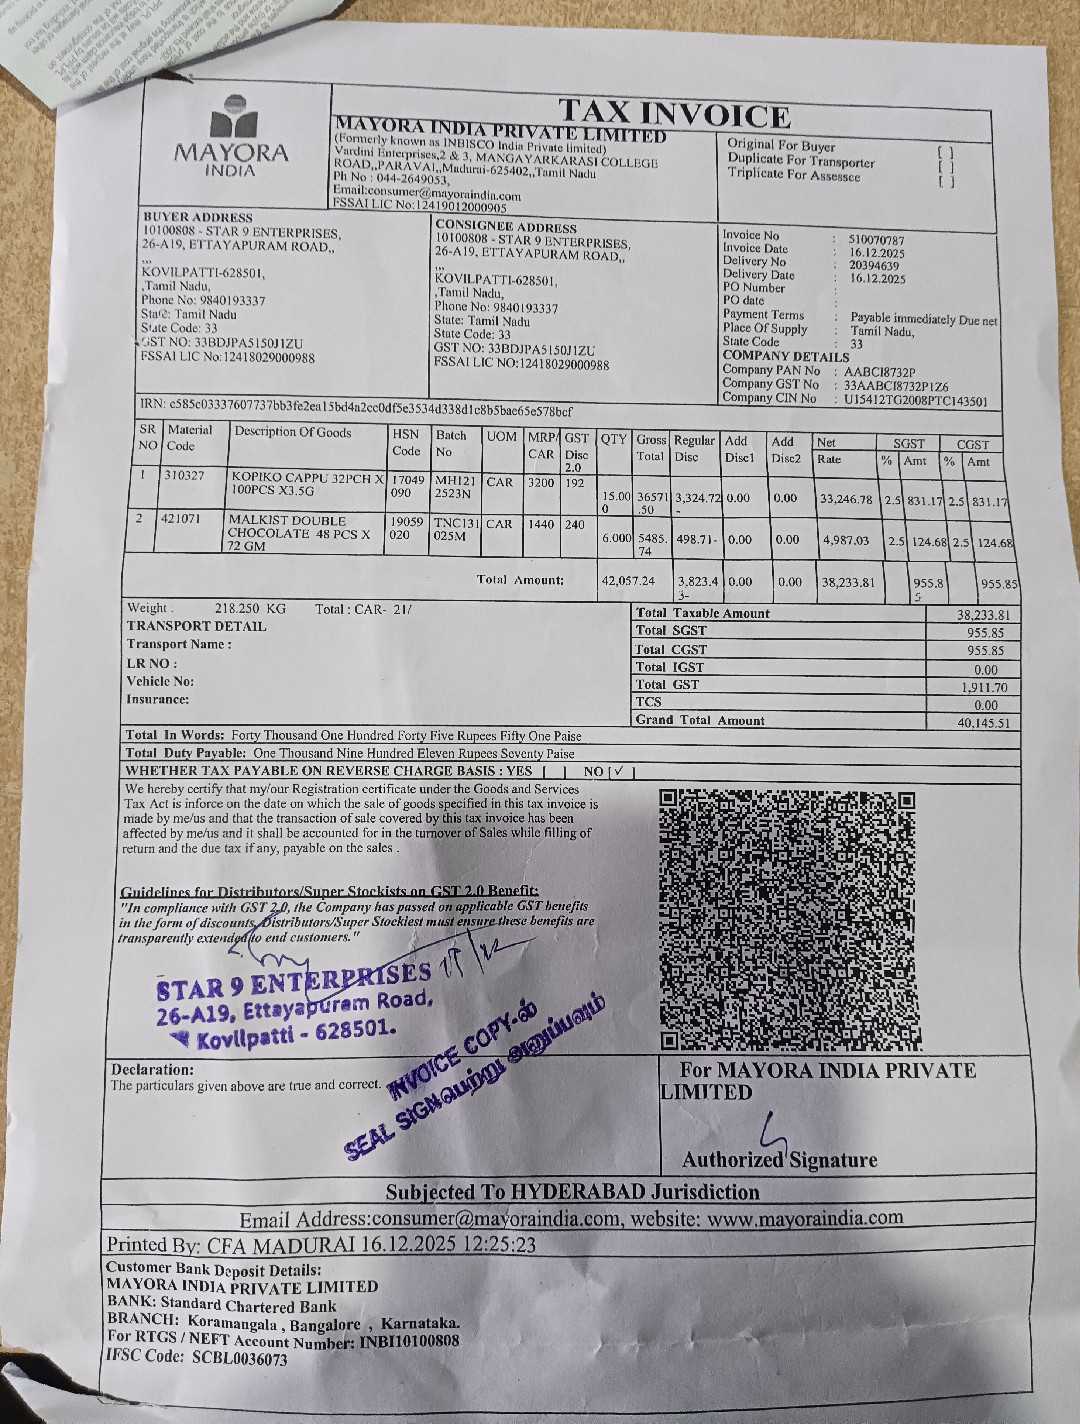 TAX INVOICE
MAYORA
INDIA
MAYORA INDIA PRIVATE LIMITED
(Formerly known as INBISCO India Private limited)
Vardini Enterprises,2 & 3, MANGAYARKARASI COLLEGE
ROAD,,PARAVAI,,Madurai-625402,,Tamil Nadu
Ph No : 044-2649053,
Email:consumer@mayoraindia.com
FSSAI LIC No:12419012000905
Original For Buyer [ ]
Duplicate For Transporter [ ]
Triplicate For Assessee [ ]
BUYER ADDRESS
10100808 - STAR 9 ENTERPRISES,
26-A19, ETTAYAPURAM ROAD,,
,,,
KOVILPATTI-628501,
,Tamil Nadu,
Phone No: 9840193337
State: Tamil Nadu
State Code: 33
GST NO: 33BDJPA5150J1ZU
FSSAI LIC No:12418029000988
CONSIGNEE ADDRESS
10100808 - STAR 9 ENTERPRISES,
26-A19, ETTAYAPURAM ROAD,,
,,,
KOVILPATTI-628501,
,Tamil Nadu,
Phone No: 9840193337
State: Tamil Nadu
State Code: 33
GST NO: 33BDJPA5150J1ZU
FSSAI LIC NO:12418029000988
Invoice No : 510070787
Invoice Date : 16.12.2025
Delivery No : 20394639
Delivery Date : 16.12.2025
PO Number :
PO date :
Payment Terms : Payable immediately Due net
Place Of Supply : Tamil Nadu,
State Code : 33
COMPANY DETAILS
Company PAN No : AABCI8732P
Company GST No : 33AABCI8732P1Z6
Company CIN No : U15412TG2008PTC143501
IRN: c585c03337607737bb3fe2ea15bd4a2cc0df5e3534d338d1c8b5bae65e578bcf
SR NO Material Code Description Of Goods HSN Code Batch No UOM MRP/ CAR GST Disc 2.0 QTY Gross Total Regular Disc Add Disc1 Add Disc2 Net Rate SGST % Amt CGST % Amt
1 310327 KOPIKO CAPPU 32PCH X 100PCS X3.5G 17049 090 MH121 2523N CAR 3200 192 15.00 0 36571 .50 3,324.72 - 0.00 0.00 33,246.78 2.5 831.17 2.5 831.17
2 421071 MALKIST DOUBLE CHOCOLATE 48 PCS X 72 GM 19059 020 TNC131 025M CAR 1440 240 6.000 5485. 74 498.71- 0.00 0.00 4,987.03 2.5 124.68 2.5 124.68
Total Amount: 42,057.24 3,823.4 3- 0.00 0.00 38,233.81 955.8 5 955.85
Weight . 218.250 KG Total : CAR- 21/
TRANSPORT DETAIL
Transport Name :
LR NO :
Vehicle No:
Insurance:
Total Taxable Amount 38,233.81
Total SGST 955.85
Total CGST 955.85
Total IGST 0.00
Total GST 1,911.70
TCS 0.00
Grand Total Amount 40,145.51
Total In Words: Forty Thousand One Hundred Forty Five Rupees Fifty One Paise
Total Duty Payable: One Thousand Nine Hundred Eleven Rupees Seventy Paise
WHETHER TAX PAYABLE ON REVERSE CHARGE BASIS : YES [ ] NO [✓]
We hereby certify that my/our Registration certificate under the Goods and Services
Tax Act is inforce on the date on which the sale of goods specified in this tax invoice is
made by me/us and that the transaction of sale covered by this tax invoice has been
affected by me/us and it shall be accounted for in the turnover of Sales while filling of
return and the due tax if any, payable on the sales .
Guidelines for Distributors/Super Stockists on GST 2.0 Benefit:
"In compliance with GST 2.0, the Company has passed on applicable GST benefits
in the form of discounts. Distributors/Super Stockiest must ensure these benefits are
transparently extended to end customers."
STAR 9 ENTERPRISES
26-A19, Ettayapuram Road,
Kovilpatti - 628501.
INVOICE COPY-ல்
SEAL SIGN பெற்று அனுப்பவும்
Declaration:
The particulars given above are true and correct.
For MAYORA INDIA PRIVATE
LIMITED
Authorized Signature
Subjected To HYDERABAD Jurisdiction
Email Address:consumer@mayoraindia.com, website: www.mayoraindia.com
Printed By: CFA MADURAI 16.12.2025 12:25:23
Customer Bank Deposit Details:
MAYORA INDIA PRIVATE LIMITED
BANK: Standard Chartered Bank
BRANCH: Koramangala , Bangalore , Karnataka.
For RTGS / NEFT Account Number: INBI10100808
IFSC Code: SCBL0036073